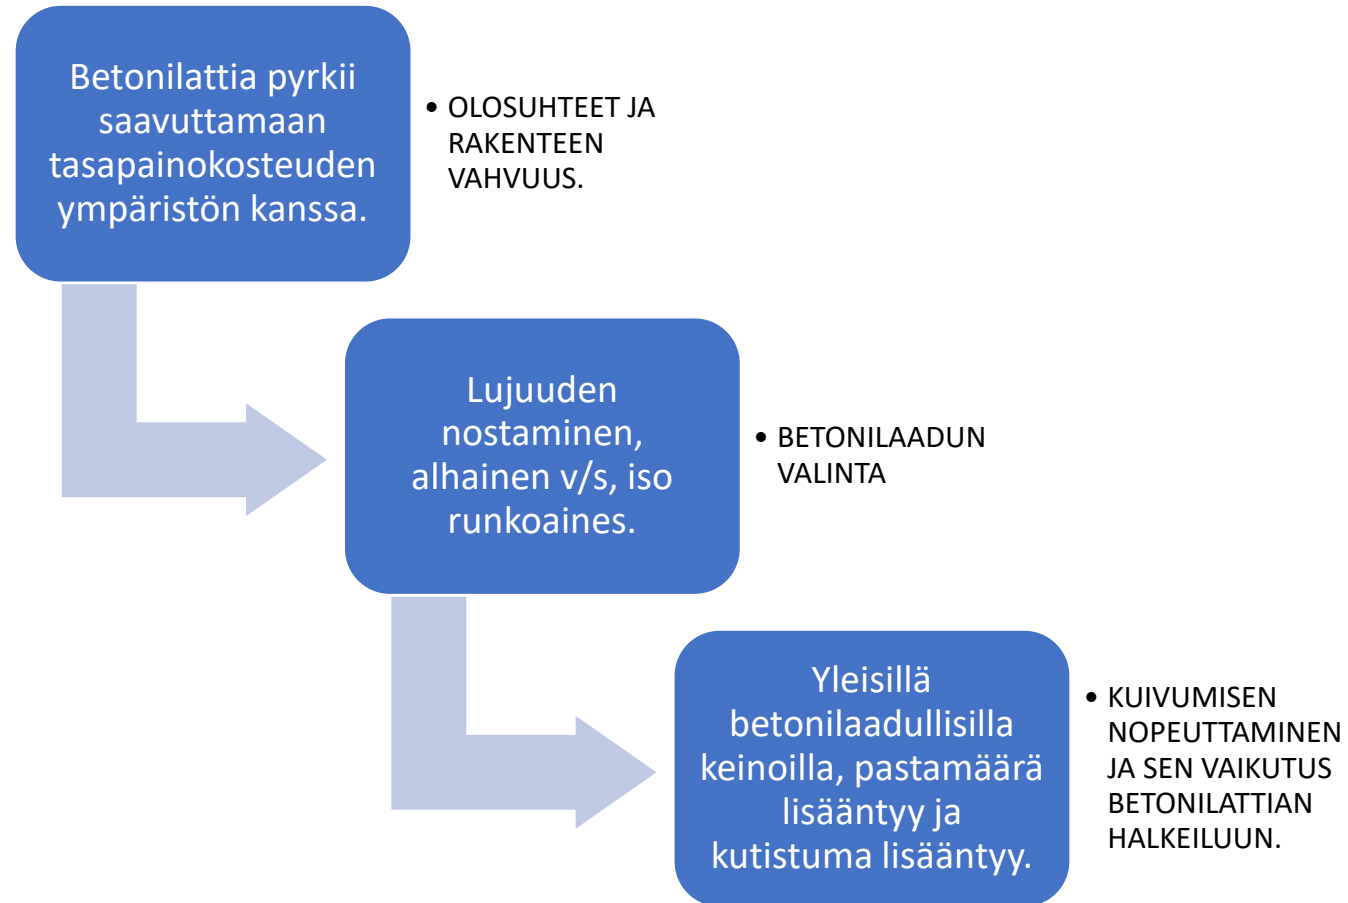 Betonilattia pyrkii
saavuttamaan
tasapainokosteuden
ympäristön kanssa.
• OLOSUHTEET JA
RAKENTEEN
VAHVUUS.
Lujuuden
nostaminen,
alhainen v/s, iso
runkoaines.
• BETONILAADUN
VALINTA
Yleisillä
betonilaadullisilla
keinoilla, pastamäärä
lisääntyy ja
kutistuma lisääntyy.
• KUIVUMISEN
NOPEUTTAMINEN
JA SEN VAIKUTUS
BETONILATTIAN
HALKEILUUN.